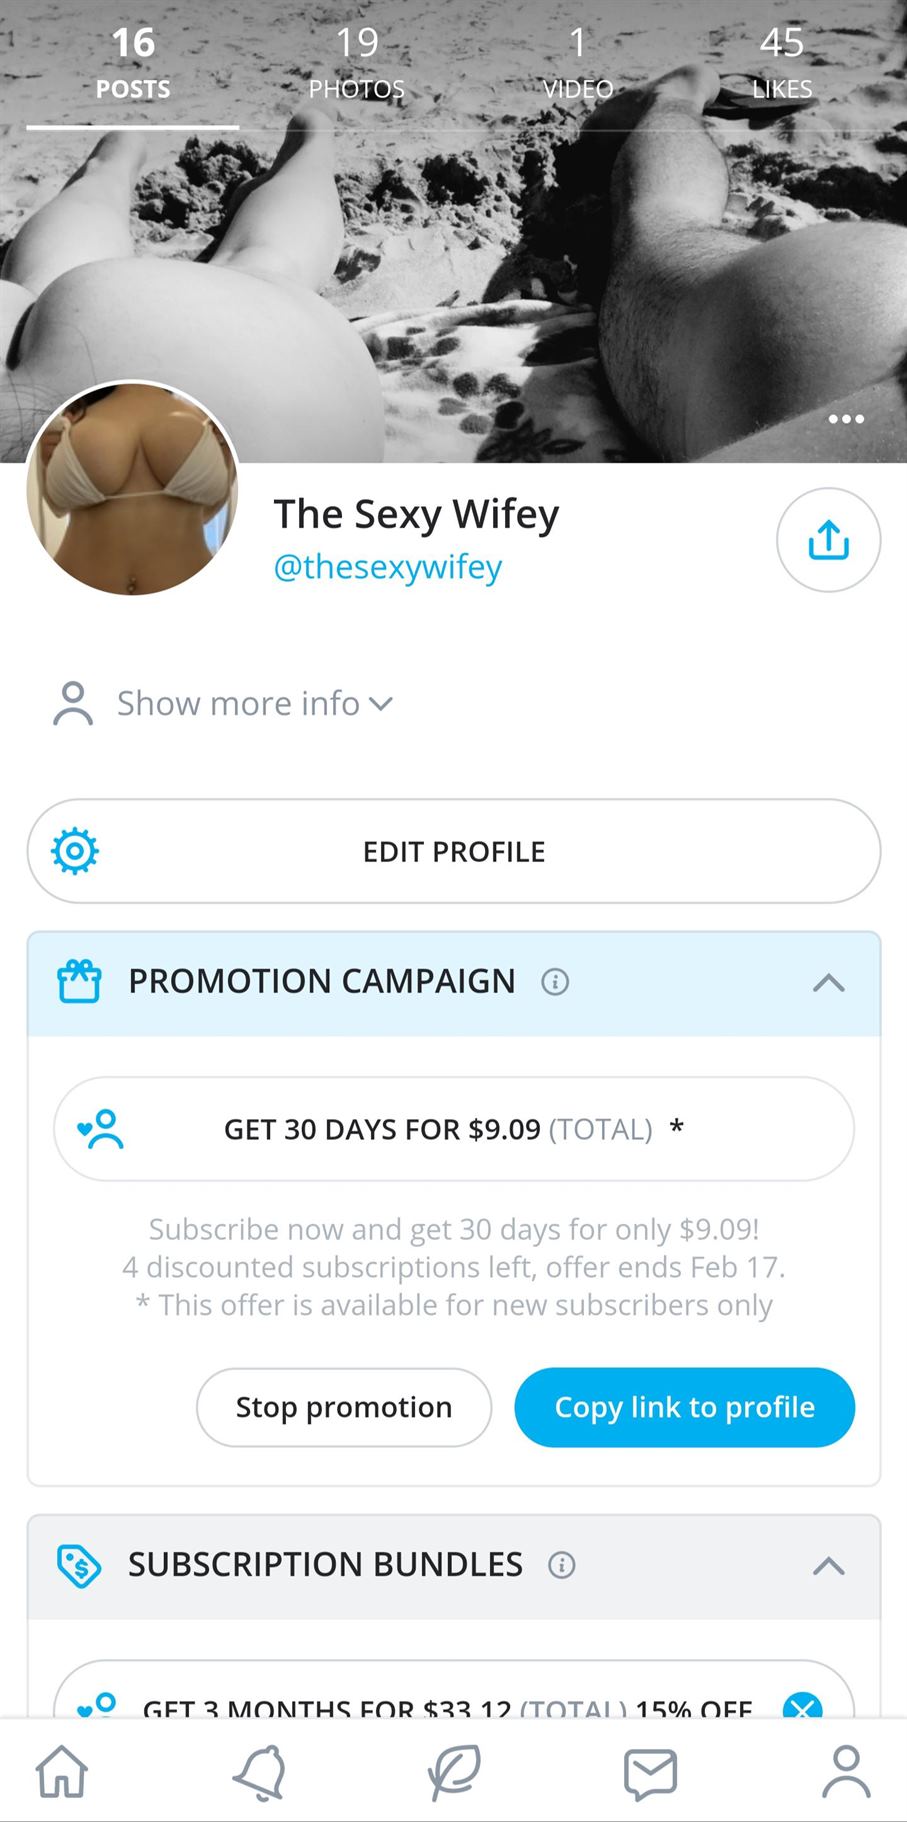 16 19 1 45
POSTS PHOTOS VIDEO LIKES
The Sexy Wifey
@thesexywifey
Show more info
EDIT PROFILE
PROMOTION CAMPAIGN
GET 30 DAYS FOR $9.09 (TOTAL) *
Subscribe now and get 30 days for only $9.09!
4 discounted subscriptions left, offer ends Feb 17.
* This offer is available for new subscribers only
Stop promotion Copy link to profile
SUBSCRIPTION BUNDLES
GET 3 MONTHS FOR $33.12 (TOTAL) 15% OFF